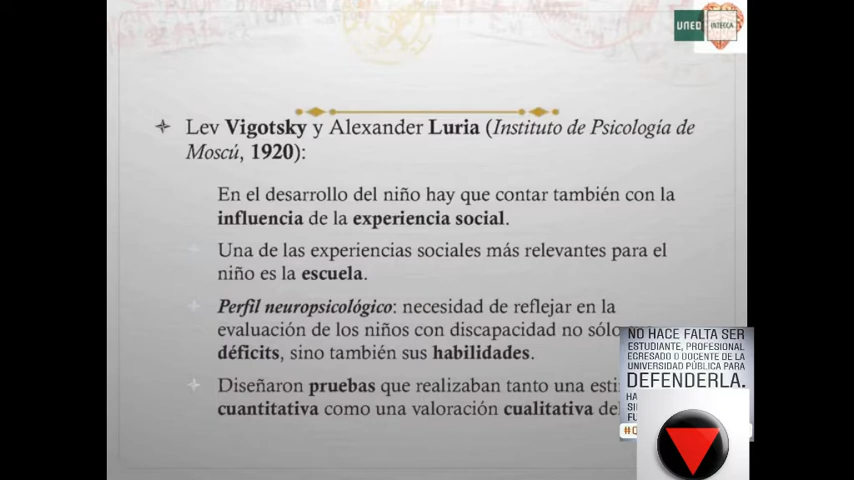 UNED
INTECCA
Lev Vigotsky y Alexander Luria (Instituto de Psicología de
Moscú, 1920):
En el desarrollo del niño hay que contar también con la
influencia de la experiencia social.
Una de las experiencias sociales más relevantes para el
niño es la escuela.
Perfil neuropsicológico: necesidad de reflejar en la
evaluación de los niños con discapacidad no sólo
déficits, sino también sus habilidades.
Diseñaron pruebas que realizaban tanto una esti
cuantitativa como una valoración cualitativa de
NO HACE FALTA SER
ESTUDIANTE, PROFESIONAL
EGRESADO O DOCENTE DE LA
UNIVERSIDAD PÚBLICA PARA
DEFENDERLA.
HA
SI
FU